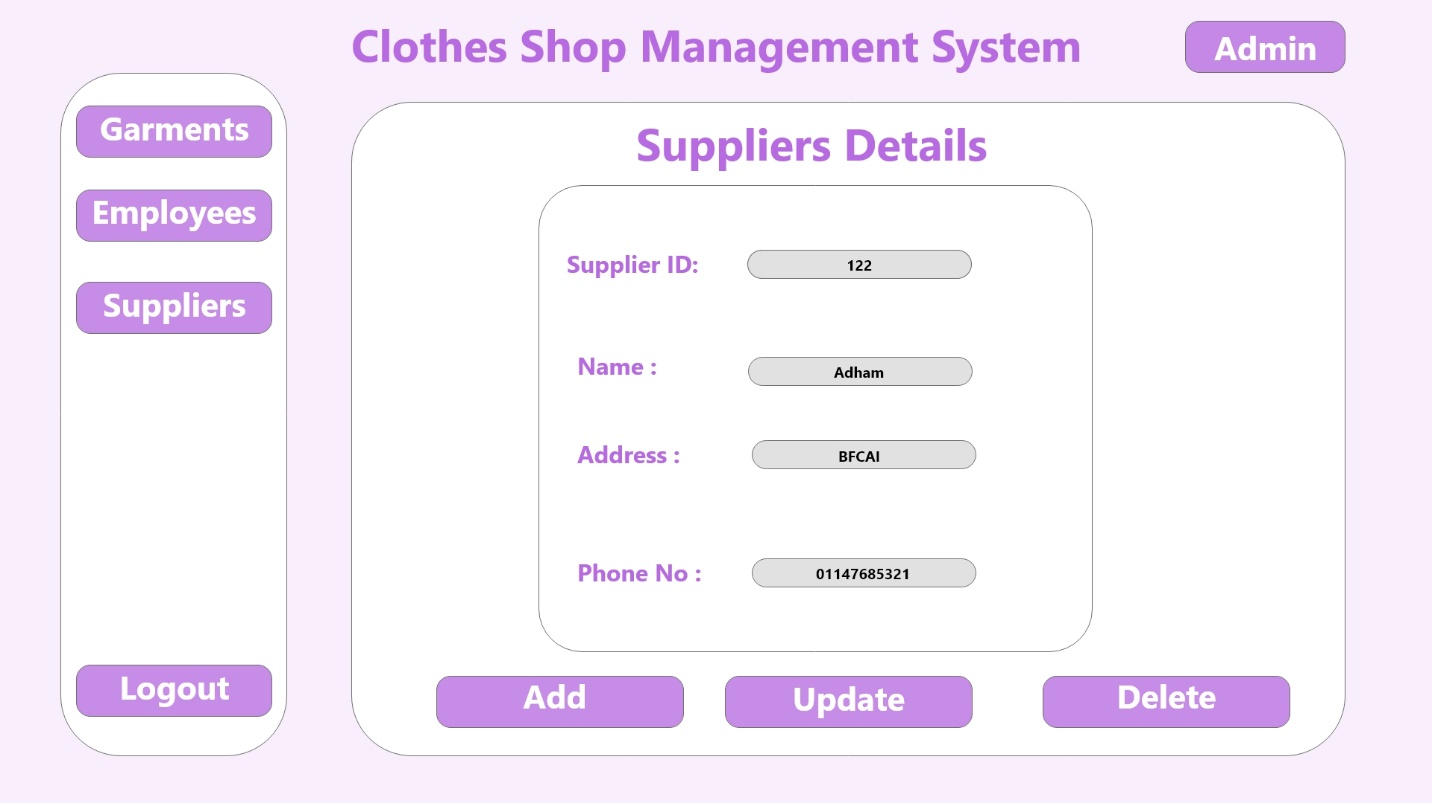 Clothes Shop Management System
Admin
Garments
Employees
Suppliers
Logout
Suppliers Details
Supplier ID: 122
Name : Adham
Address : BFCAI
Phone No : 01147685321
Add Update Delete